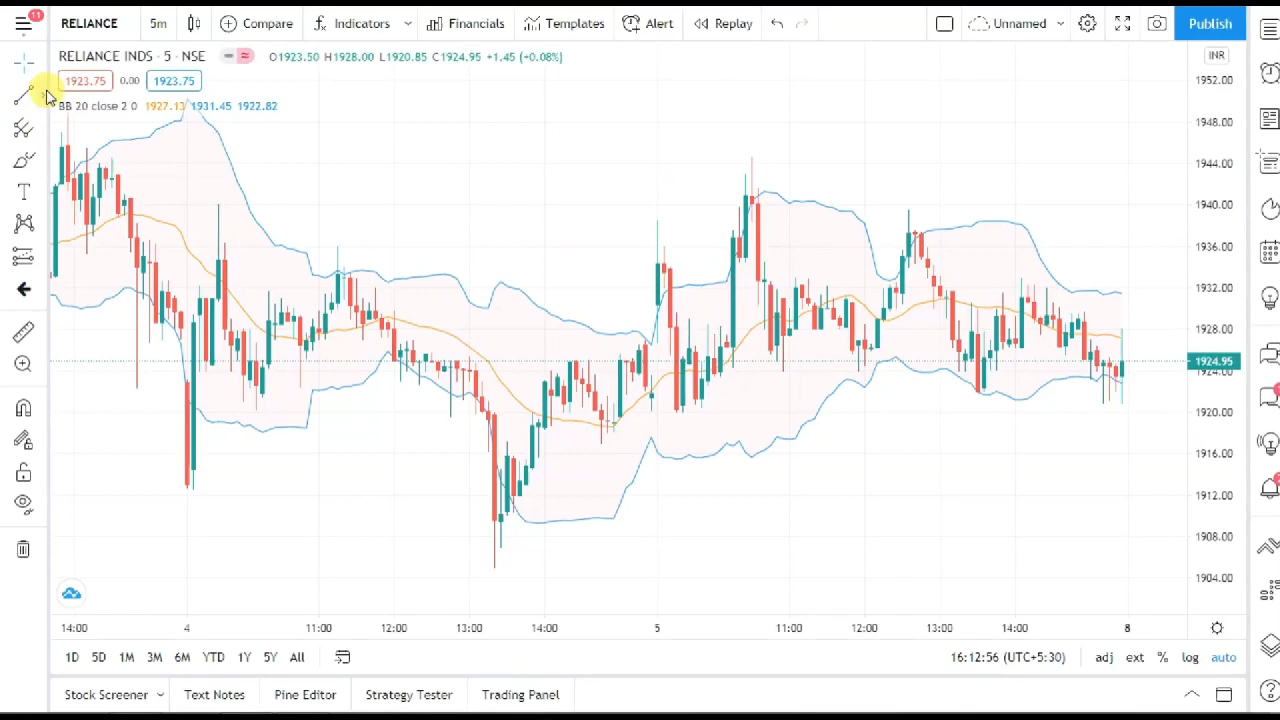 11
RELIANCE 5m Compare Indicators Financials Templates Alert Replay Unnamed Publish
RELIANCE INDS · 5 · NSE O1923.50 H1928.00 L1920.85 C1924.95 +1.45 (+0.08%)
INR
1923.75 0.00 1923.75
BB 20 close 2 0 1927.13 1931.45 1922.82
1952.00
1948.00
1944.00
1940.00
1936.00
1932.00
1928.00
1924.95
1924.00
1920.00
1916.00
1912.00
1908.00
1904.00
14:00 4 11:00 12:00 13:00 14:00 5 11:00 12:00 13:00 14:00 8
1D 5D 1M 3M 6M YTD 1Y 5Y All 16:12:56 (UTC+5:30) adj ext % log auto
Stock Screener Text Notes Pine Editor Strategy Tester Trading Panel